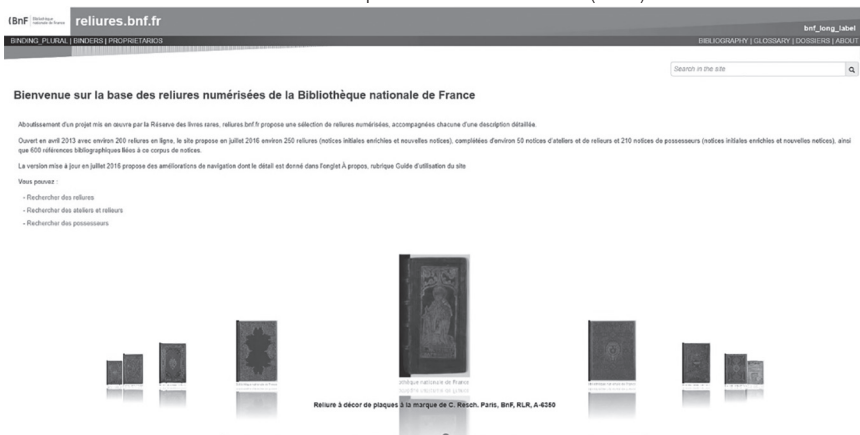 {BnF Bibliothèque nationale de France
reliures.bnf.fr
bnf_long_label
BINDING_PLURAL | BINDERS | PROPRIETARIOS
BIBLIOGRAPHY | GLOSSARY | DOSSIERS | ABOUT
Search in the site
Bienvenue sur la base des reliures numérisées de la Bibliothèque nationale de France
Aboutissement d'un projet mis en œuvre par la Réserve des livres rares, reliures.bnf.fr propose une sélection de reliures numérisées, accompagnées chacune d'une description détaillée.
Ouvert en avril 2013 avec environ 200 reliures en ligne, le site propose en juillet 2016 environ 250 reliures (notices initiales enrichies et nouvelles notices), complétées d'environ 50 notices d'ateliers et de relieurs et 210 notices de possesseurs (notices initiales enrichies et nouvelles notices), ainsi
que 600 références bibliographiques liées à ce corpus de notices.
La version mise à jour en juillet 2016 propose des améliorations de navigation dont le détail est donné dans l'onglet À propos, rubrique Guide d'utilisation du site
Vous pouvez :
- Rechercher des reliures
- Rechercher des ateliers et relieurs
- Rechercher des possesseurs
Reliure à décor de plaques à la marque de C. Resch. Paris, BnF, RLR, A-6350